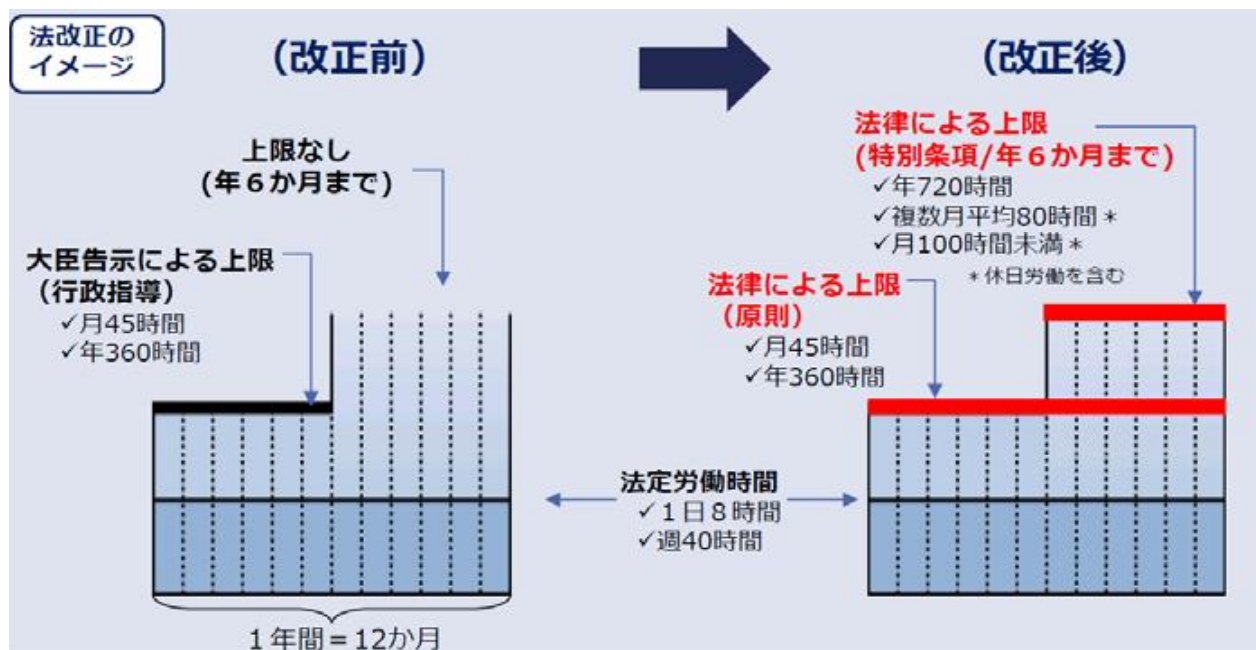 法改正の
イメージ
（改正前）
（改正後）
上限なし
(年６か月まで)
大臣告示による上限
（行政指導）
✓月45時間
✓年360時間
法律による上限
(特別条項/年６か月まで)
✓年720時間
✓複数月平均80時間＊
✓月100時間未満＊
＊休日労働を含む
法律による上限
（原則）
✓月45時間
✓年360時間
法定労働時間
✓１日８時間
✓週40時間
１年間＝12か月